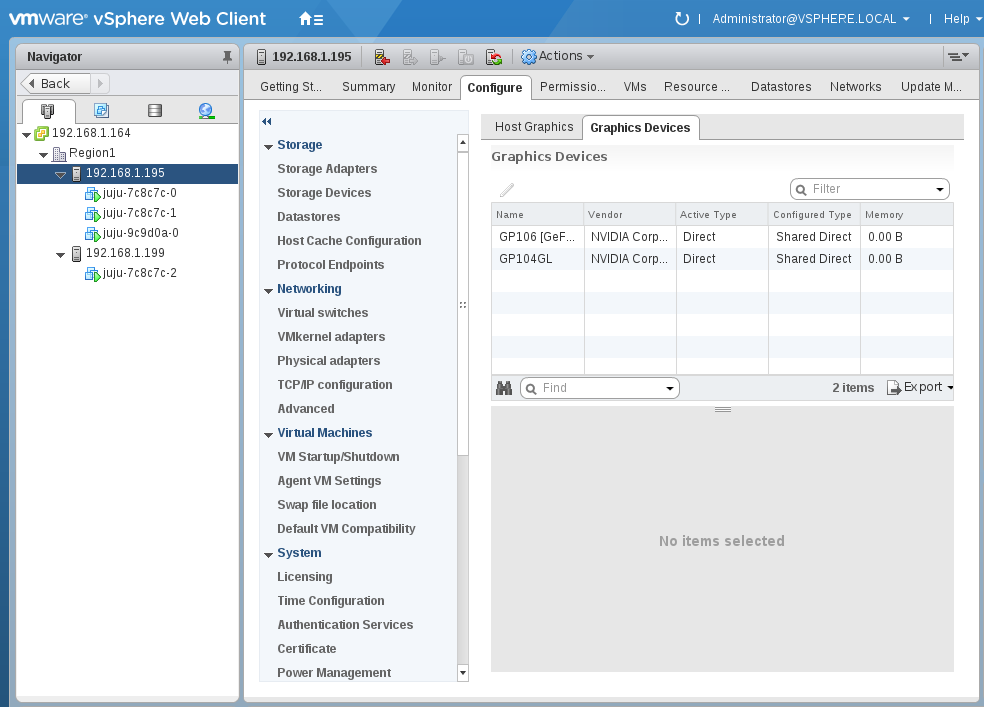 vmware® vSphere Web Client
Administrator@VSPHERE.LOCAL
Help
Navigator
Back
192.168.1.164
Region1
192.168.1.195
juju-7c8c7c-0
juju-7c8c7c-1
juju-9c9d0a-0
192.168.1.199
juju-7c8c7c-2
192.168.1.195
Actions
Getting St... Summary Monitor Configure Permissio... VMs Resource ... Datastores Networks Update M...
Storage
Storage Adapters
Storage Devices
Datastores
Host Cache Configuration
Protocol Endpoints
Networking
Virtual switches
VMkernel adapters
Physical adapters
TCP/IP configuration
Advanced
Virtual Machines
VM Startup/Shutdown
Agent VM Settings
Swap file location
Default VM Compatibility
System
Licensing
Time Configuration
Authentication Services
Certificate
Power Management
Host Graphics Graphics Devices
Graphics Devices
Filter
Name Vendor Active Type Configured Type Memory
GP106 [GeF... NVIDIA Corp... Direct Shared Direct 0.00 B
GP104GL NVIDIA Corp... Direct Shared Direct 0.00 B
Find
2 items
Export
No items selected